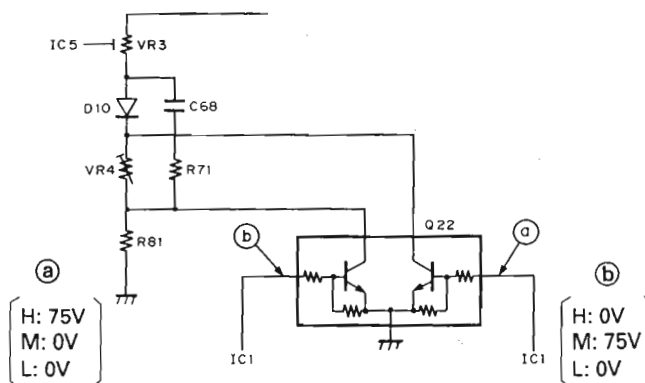 IC5
VR3
D10
C68
VR4
R71
R81
Q22
b
a
a
H: 75V
M: 0V
L: 0V
b
H: 0V
M: 75V
L: 0V
IC1
IC1